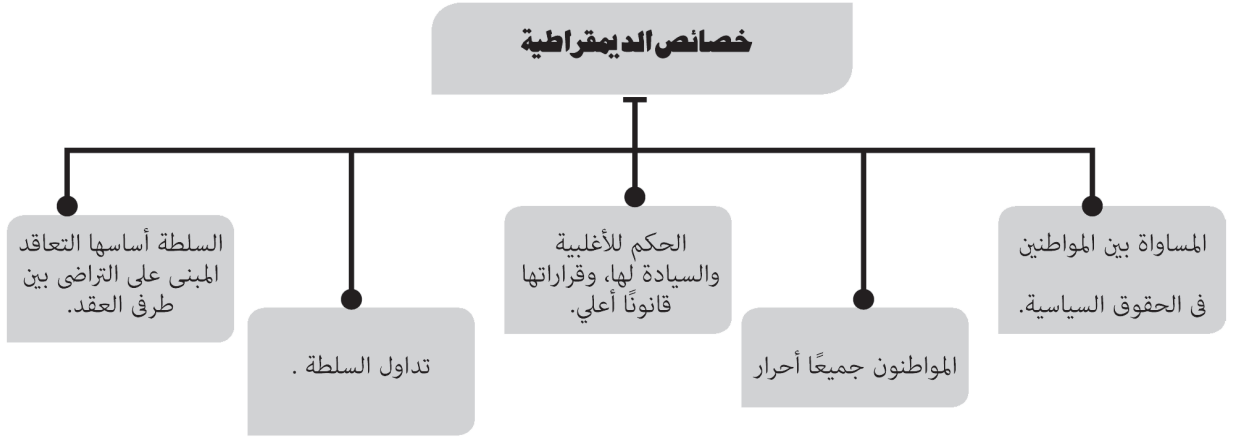 خصائص الديمقراطية
المساواة بين المواطنين
فى الحقوق السياسية.
المواطنون جميعًا أحرار
الحكم للأغلبية
والسيادة لها، وقراراتها
قانونًا أعلي.
تداول السلطة .
السلطة أساسها التعاقد
المبنى على التراضى بين
طرفى العقد.